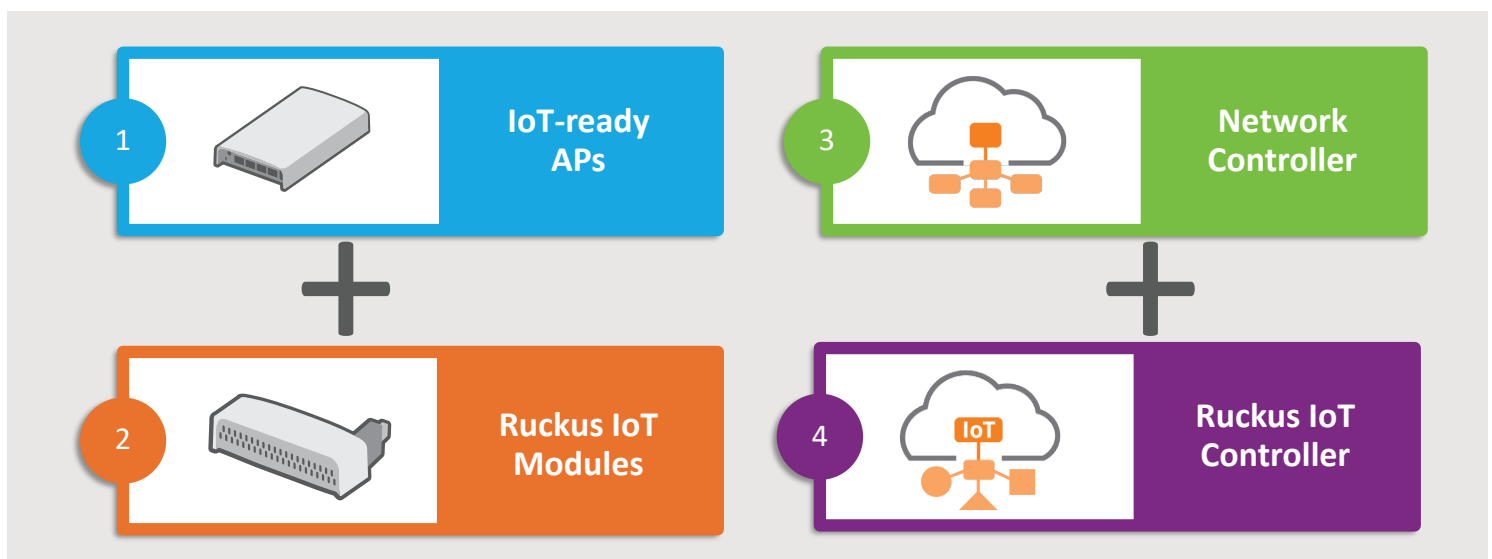 1
IoT-ready
APs
2
Ruckus IoT
Modules
3
Network
Controller
4
IoT
Ruckus IoT
Controller